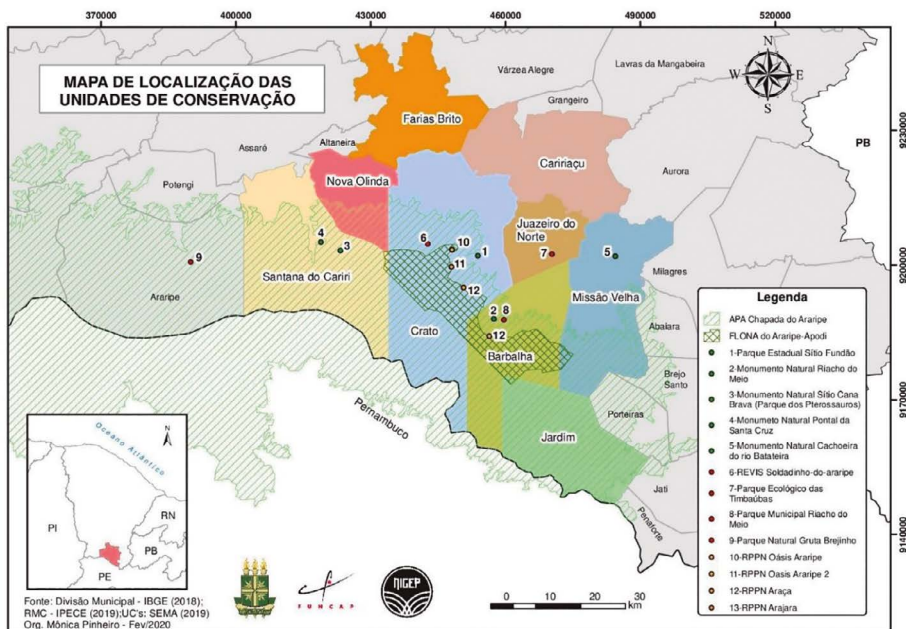 370000 400000 430000 460000 490000 520000
MAPA DE LOCALIZAÇÃO DAS
UNIDADES DE CONSERVAÇÃO
Várzea Alegre
Lavras da Mangabeira
N
W E
S
Grangeiro
Farias Brito
9230000
Altaneira
Assaré
Caririaçu
PB
Potengi
Nova Olinda
Aurora
Juazeiro do
Norte
4
3
6
10
1
7
5
9200000
9
11
Milagres
Santana do Cariri
12
Missão Velha
Araripe
Legenda
2 8
APA Chapada do Araripe
Crato
12
Abaiara
FLONA do Araripe-Apodi
Barbalha
1-Parque Estadual Sítio Fundão
Brejo
Santo
2-Monumento Natural Riacho do
Meio
9170000
3-Monumento Natural Sítio Cana
Brava (Parque dos Pterossauros)
Pernambuco
Porteiras
4-Monumeto Natural Pontal da
Santa Cruz
Jardim
5-Monumento Natural Cachoeira
do rio Batateira
Oceano Atlântico
N
6-REVIS Soldadinho-do-araripe
Jati
7-Parque Ecológico das
Timbaúbas
Penaforte
8-Parque Municipal Riacho do
Meio
PI
RN
9140000
9-Parque Natural Gruta Brejinho
PB
10-RPPN Oásis Araripe
PE
11-RPPN Oasis Araripe 2
FUNCAP
NIGEP
12-RPPN Araça
13-RPPN Arajara
Fonte: Divisão Municipal - IBGE (2018);
RMC - IPECE (2019);UC's: SEMA (2019)
Org. Mônica Pinheiro - Fev/2020
0 10 20 30
km